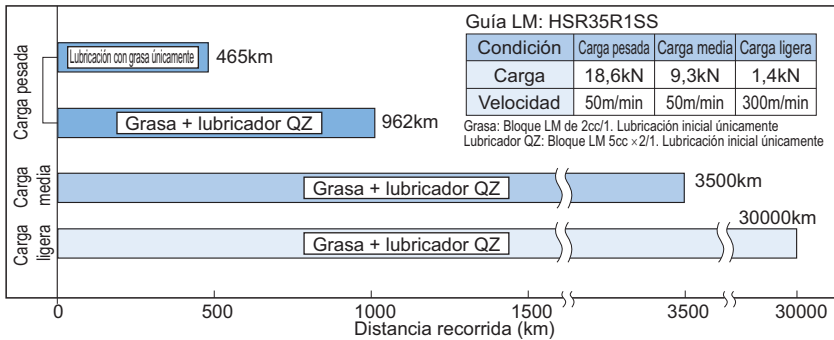 Guía LM: HSR35R1SS
Condición Carga pesada Carga media Carga ligera
Carga 18,6kN 9,3kN 1,4kN
Velocidad 50m/min 50m/min 300m/min
Grasa: Bloque LM de 2cc/1. Lubricación inicial únicamente
Lubricador QZ: Bloque LM 5cc ×2/1. Lubricación inicial únicamente
Carga pesada
Lubricación con grasa únicamente
465km
Grasa + lubricador QZ
962km
Carga
media
Grasa + lubricador QZ
3500km
Carga
ligera
Grasa + lubricador QZ
30000km
0 500 1000 1500 3500 30000
Distancia recorrida (km)